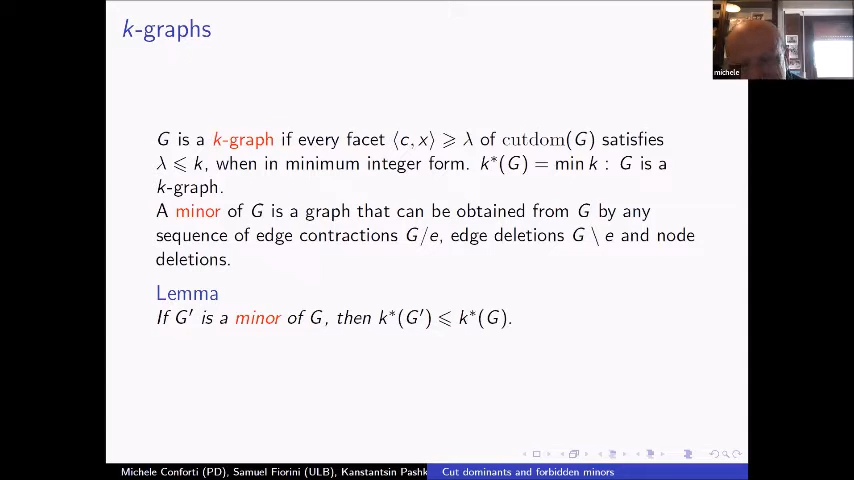 k-graphs
michele
G is a k-graph if every facet ⟨c, x⟩ ⩾ λ of cutdom(G) satisfies
λ ⩽ k, when in minimum integer form. k*(G) = min k : G is a
k-graph.
A minor of G is a graph that can be obtained from G by any
sequence of edge contractions G/e, edge deletions G \ e and node
deletions.
Lemma
If G′ is a minor of G, then k*(G′) ⩽ k*(G).
Michele Conforti (PD), Samuel Fiorini (ULB), Kanstantsin Pashk
Cut dominants and forbidden minors